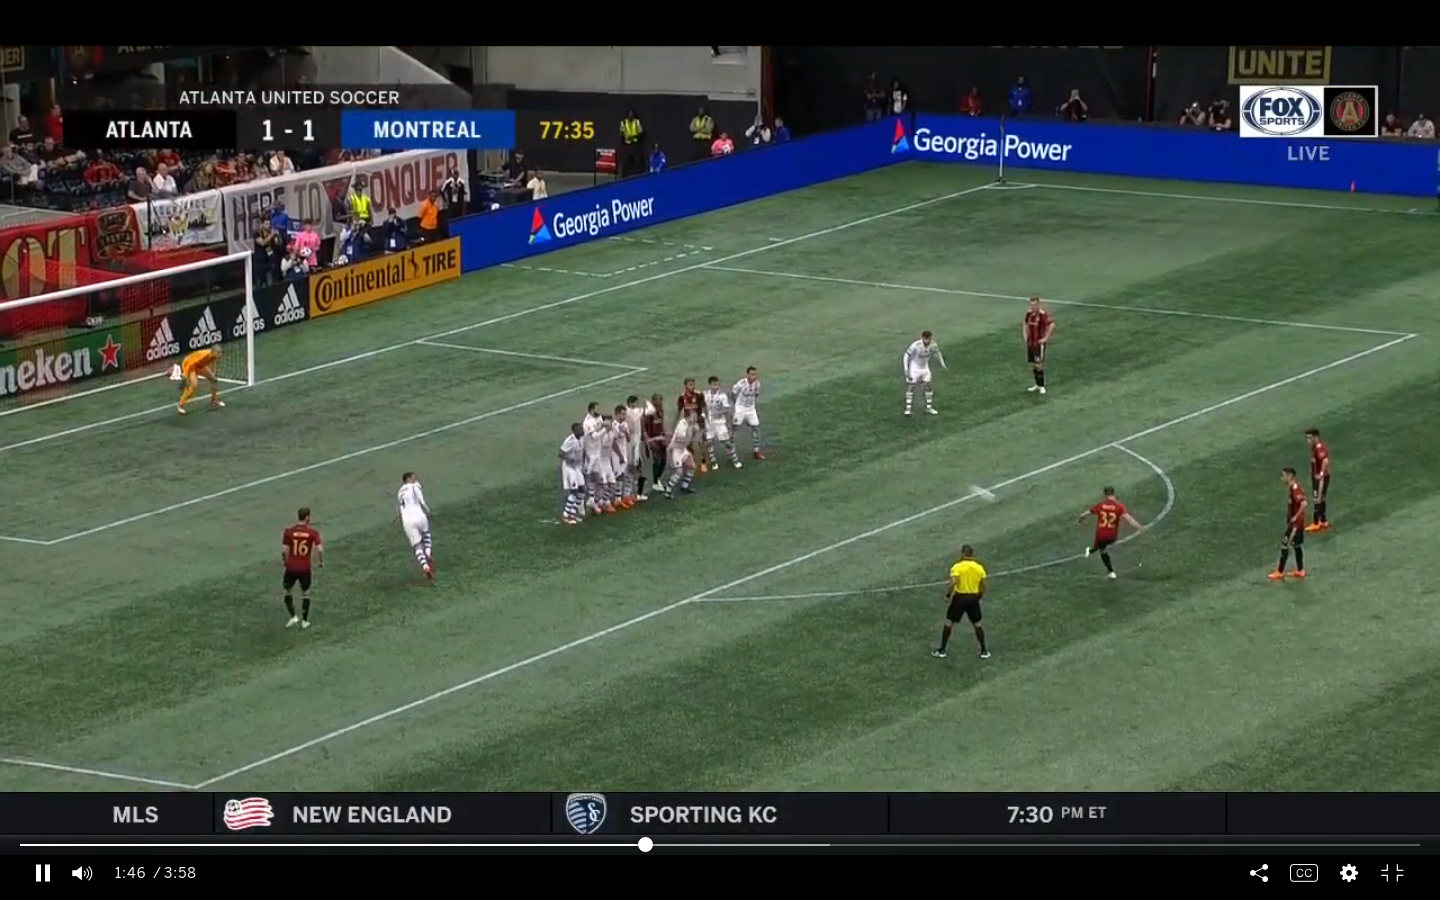 UNITE
ATLANTA UNITED SOCCER
ATLANTA 1 - 1 MONTREAL 77:35
FOX SPORTS
LIVE
Georgia Power
Georgia Power
HERE TO CONQUER
Continental TIRE
adidas adidas adidas adidas
neken
16
32
MLS NEW ENGLAND SPORTING KC 7:30 PM ET
1:46 / 3:58 CC